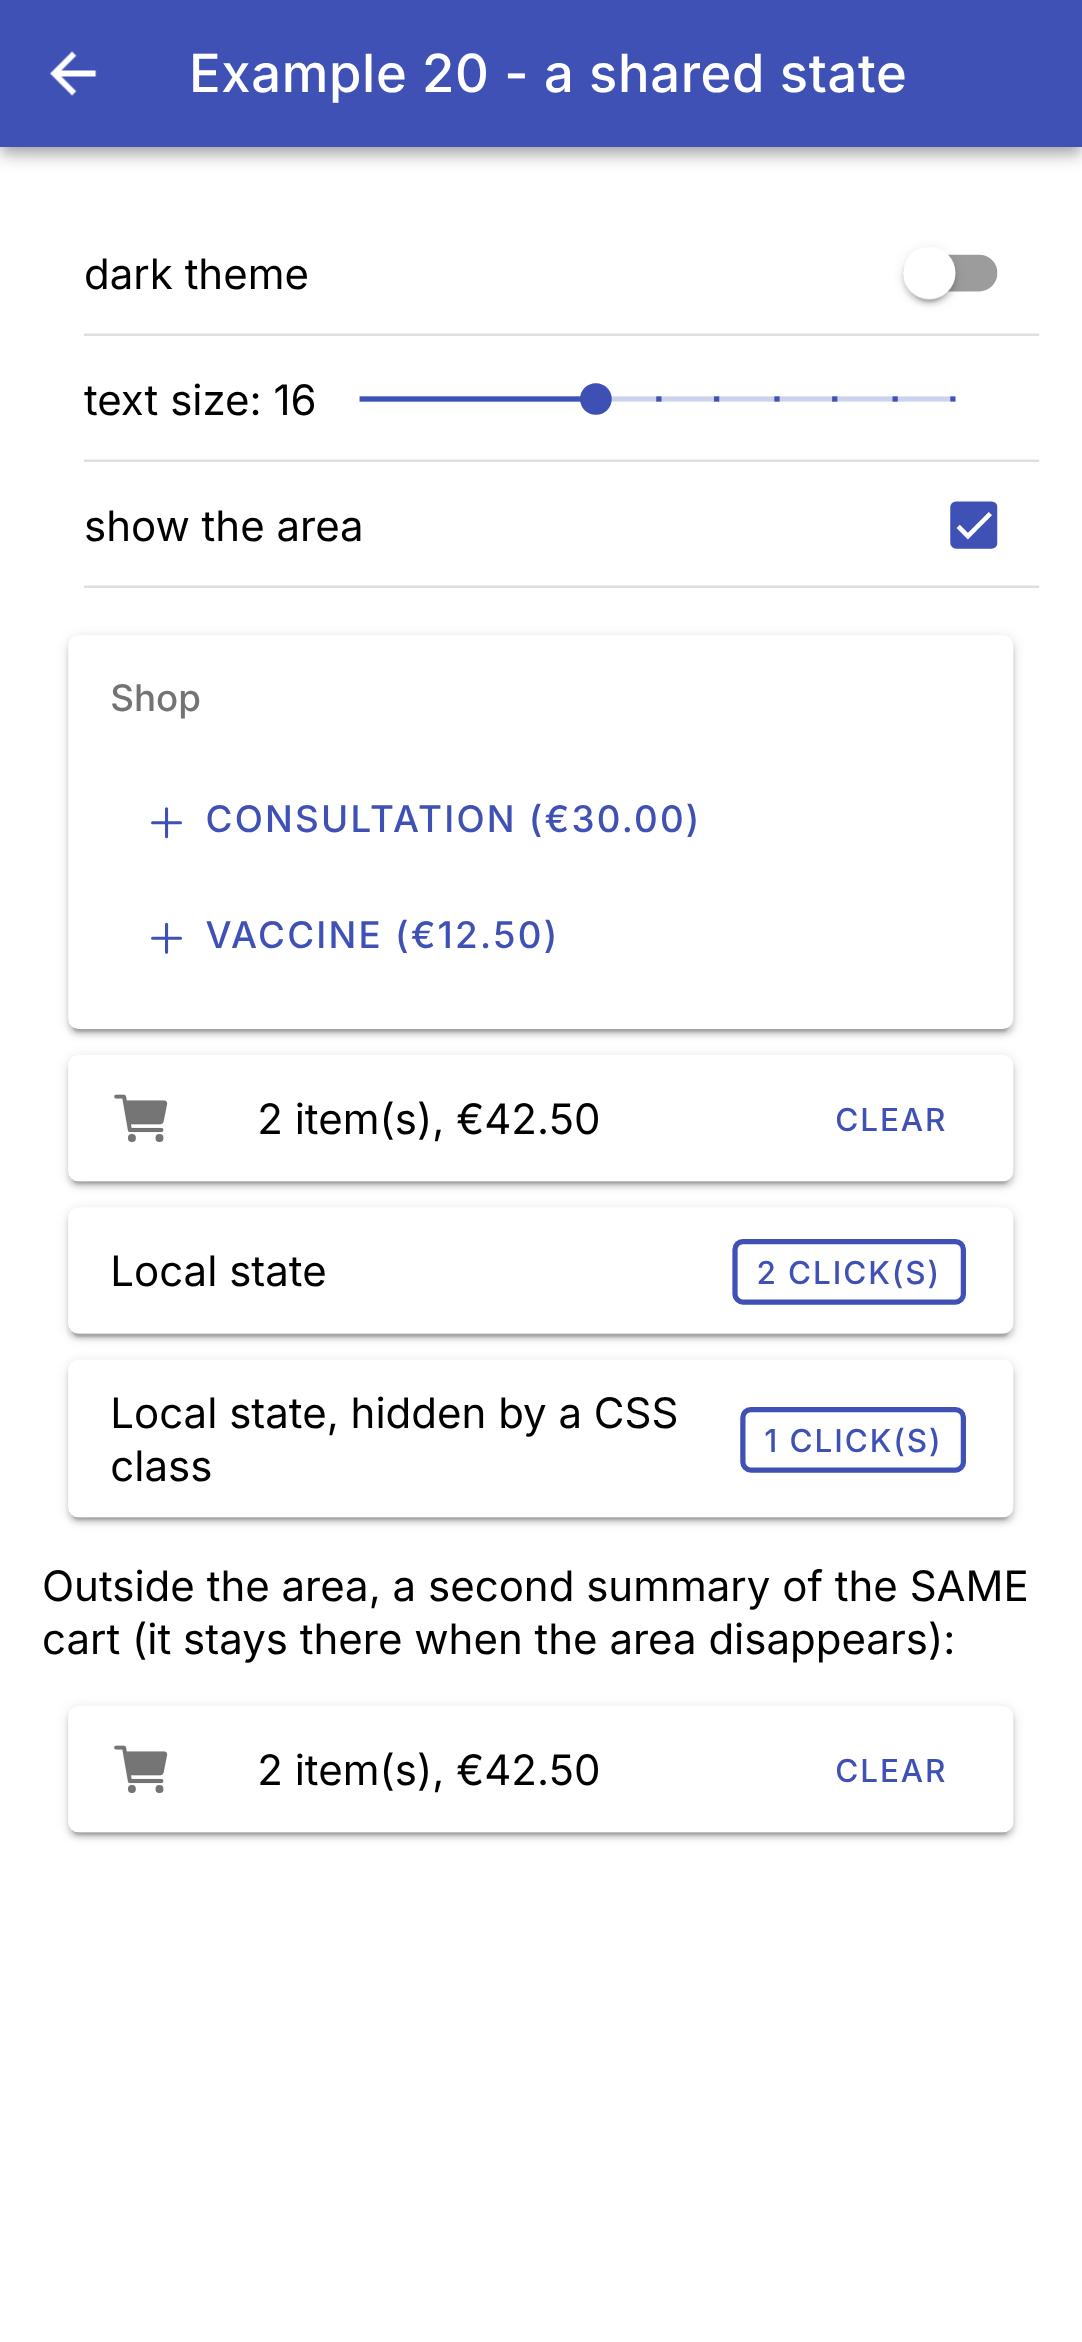 Example 20 - a shared state
dark theme
text size: 16
show the area
Shop
+ CONSULTATION (€30.00)
+ VACCINE (€12.50)
2 item(s), €42.50
CLEAR
Local state
2 CLICK(S)
Local state, hidden by a CSS
class
1 CLICK(S)
Outside the area, a second summary of the SAME
cart (it stays there when the area disappears):
2 item(s), €42.50
CLEAR